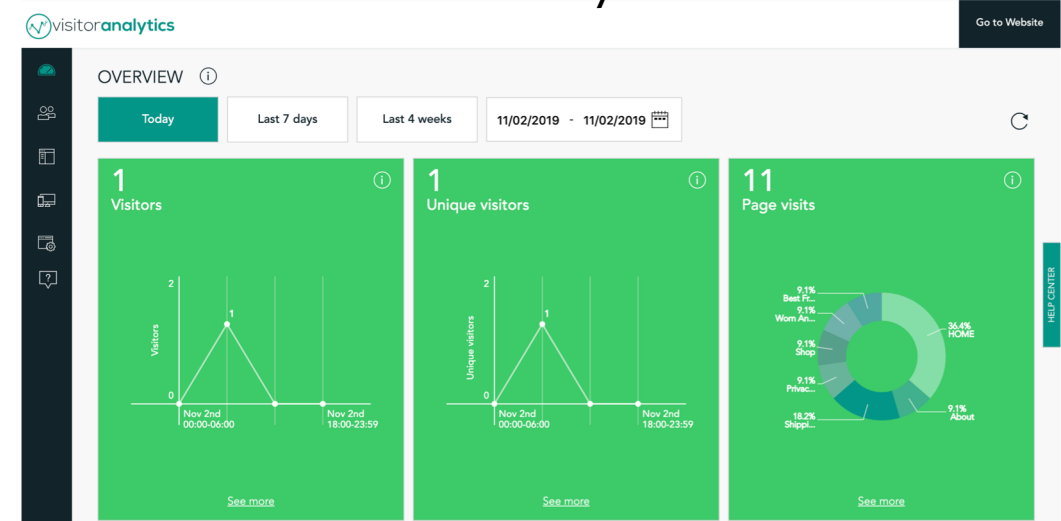 visitoranalytics
Go to Website
OVERVIEW
Today
Last 7 days
Last 4 weeks
11/02/2019 - 11/02/2019
1
Visitors
2
1
Visitors
0
Nov 2nd
00:00-06:00
Nov 2nd
18:00-23:59
See more
1
Unique visitors
2
1
Unique visitors
0
Nov 2nd
00:00-06:00
Nov 2nd
18:00-23:59
See more
11
Page visits
9.1%
Best Fr...
9.1%
Worn An...
9.1%
Shop
9.1%
Privac...
18.2%
Shippi...
36.4%
HOME
9.1%
About
See more
HELP CENTER